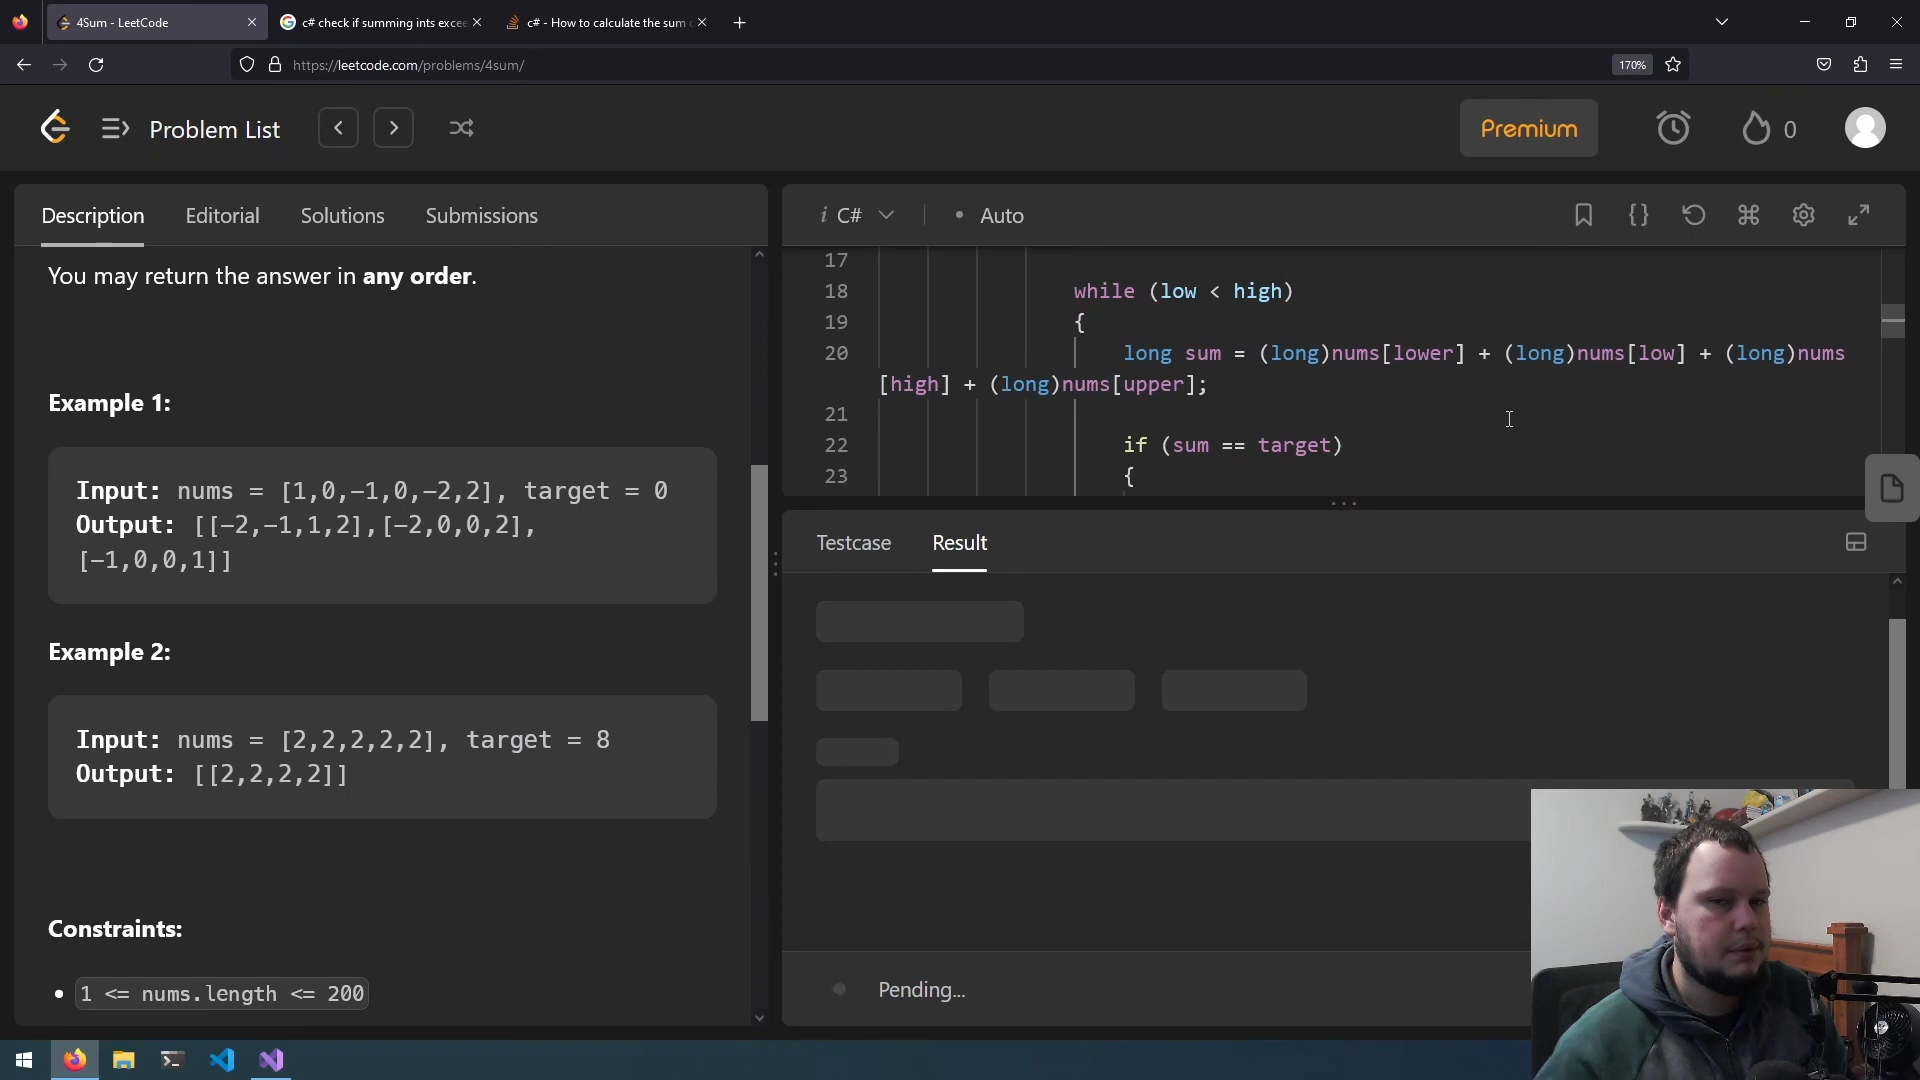 4Sum - LeetCode
c# check if summing ints excee
c# - How to calculate the sum
https://leetcode.com/problems/4sum/
170%
Problem List
Premium
0
Description
Editorial
Solutions
Submissions
You may return the answer in any order.
Example 1:
Input: nums = [1,0,-1,0,-2,2], target = 0
Output: [[-2,-1,1,2],[-2,0,0,2],
[-1,0,0,1]]
Example 2:
Input: nums = [2,2,2,2,2], target = 8
Output: [[2,2,2,2]]
Constraints:
• 1 <= nums.length <= 200
i C#
• Auto
17
18 while (low < high)
19 {
20 long sum = (long)nums[lower] + (long)nums[low] + (long)nums
[high] + (long)nums[upper];
21
22 if (sum == target)
23 {
Testcase
Result
Pending...